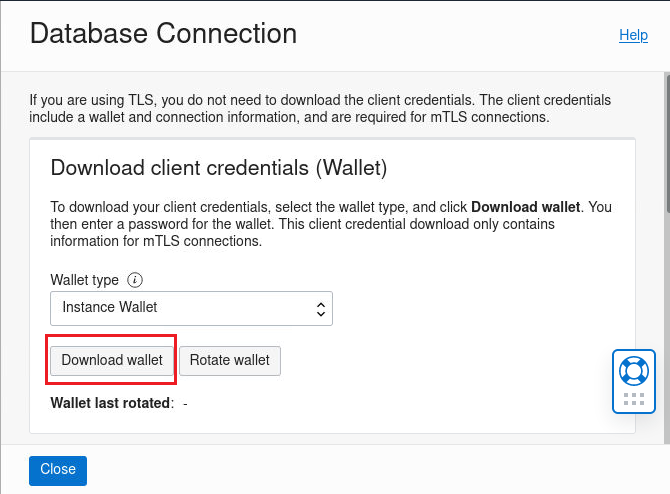 Database Connection
Help
If you are using TLS, you do not need to download the client credentials. The client credentials
include a wallet and connection information, and are required for mTLS connections.
Download client credentials (Wallet)
To download your client credentials, select the wallet type, and click Download wallet. You
then enter a password for the wallet. This client credential download only contains
information for mTLS connections.
Wallet type i
Instance Wallet
Download wallet Rotate wallet
Wallet last rotated: -
Close